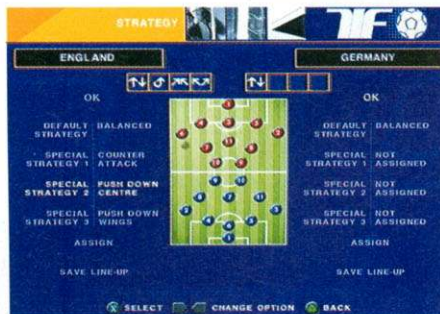 STRATEGY
TIF
ENGLAND
GERMANY
OK
OK
DEFAULT STRATEGY BALANCED
DEFAULT STRATEGY BALANCED
SPECIAL STRATEGY 1 COUNTER ATTACK
SPECIAL STRATEGY 1 NOT ASSIGNED
SPECIAL STRATEGY 2 PUSH DOWN CENTRE
SPECIAL STRATEGY 2 NOT ASSIGNED
SPECIAL STRATEGY 3 PUSH DOWN WINGS
SPECIAL STRATEGY 3 NOT ASSIGNED
ASSIGN
ASSIGN
SAVE LINE-UP
SAVE LINE-UP
SELECT CHANGE OPTION BACK